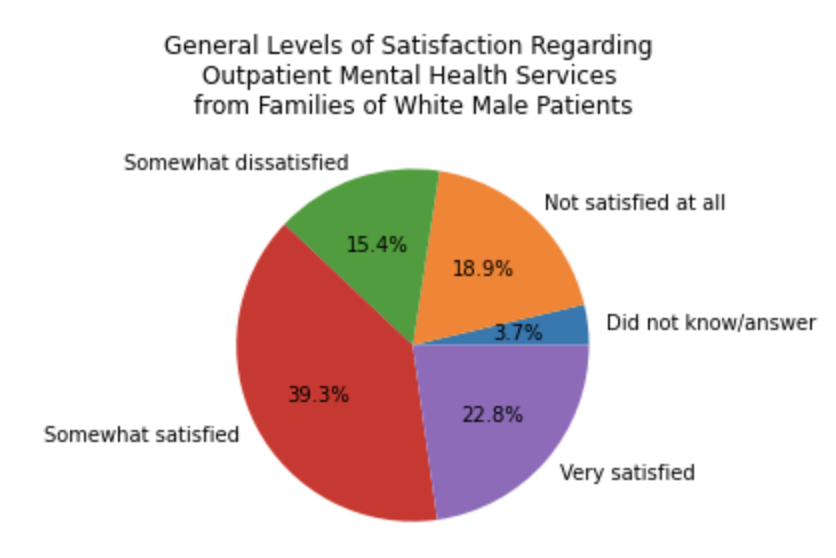 General Levels of Satisfaction Regarding
Outpatient Mental Health Services
from Families of White Male Patients
Somewhat dissatisfied
Not satisfied at all
15.4%
18.9%
Did not know/answer
3.7%
39.3%
22.8%
Somewhat satisfied
Very satisfied